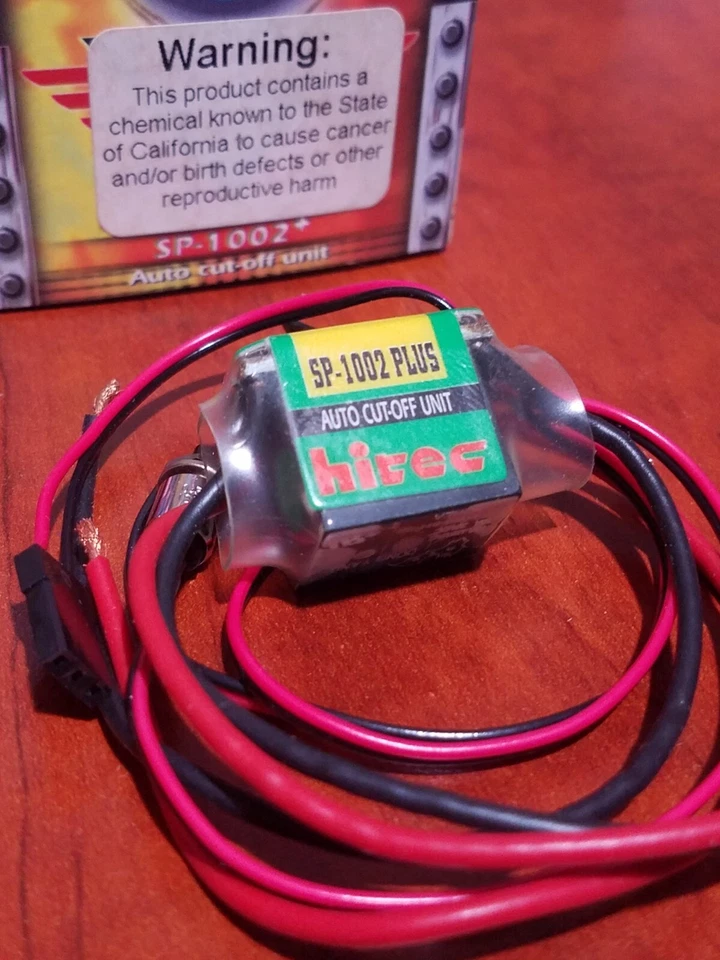 Warning:
This product contains a
chemical known to the State
of California to cause cancer
and/or birth defects or other
reproductive harm
SP-1002+
Auto cut-off unit
SP-1002 PLUS
AUTO CUT-OFF UNIT
hitec